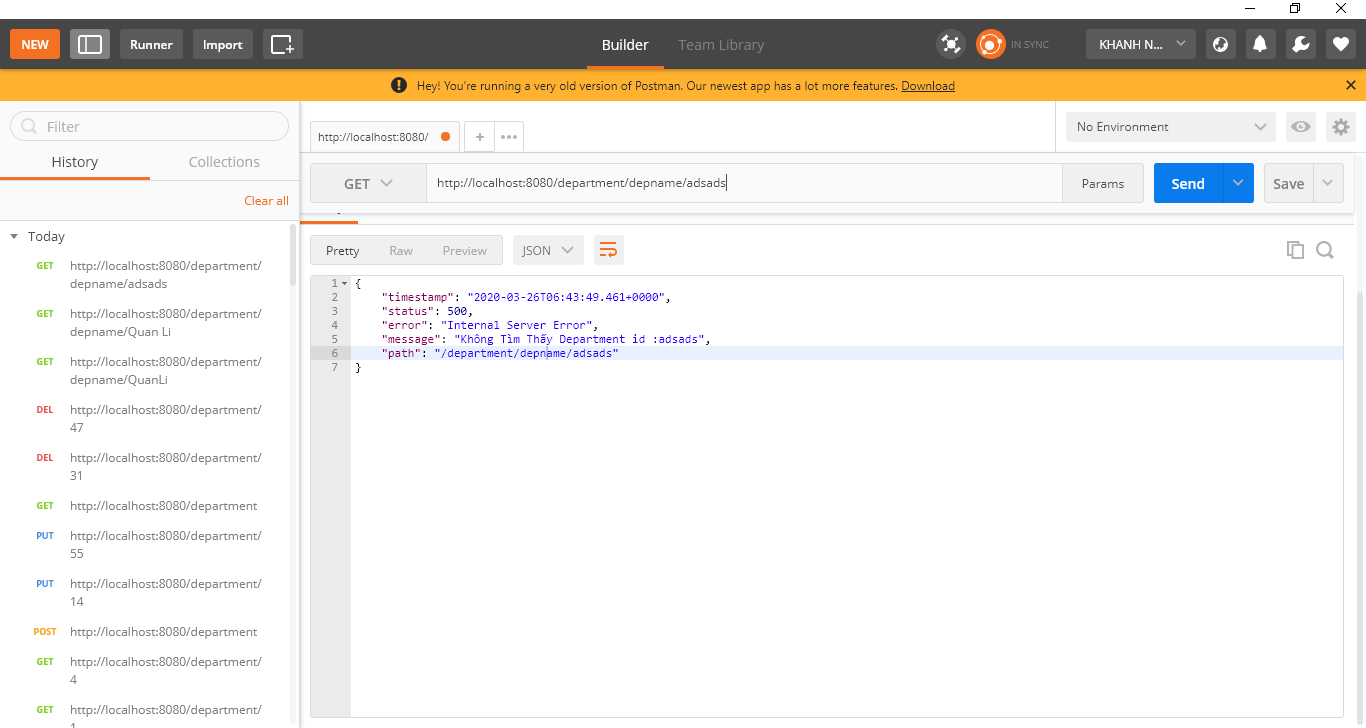 NEW
Runner
Import
Builder
Team Library
IN SYNC
KHANH N...
Hey! You're running a very old version of Postman. Our newest app has a lot more features. Download
Filter
History
Collections
Clear all
Today
GET http://localhost:8080/department/
depname/adsads
GET http://localhost:8080/department/
depname/Quan Li
GET http://localhost:8080/department/
depname/QuanLi
DEL http://localhost:8080/department/
47
DEL http://localhost:8080/department/
31
GET http://localhost:8080/department
PUT http://localhost:8080/department/
55
PUT http://localhost:8080/department/
14
POST http://localhost:8080/department
GET http://localhost:8080/department/
4
GET http://localhost:8080/department/
1
http://localhost:8080/
No Environment
GET
http://localhost:8080/department/depname/adsads
Params
Send
Save
Pretty
Raw
Preview
JSON
1 {
2 "timestamp": "2020-03-26T06:43:49.461+0000",
3 "status": 500,
4 "error": "Internal Server Error",
5 "message": "Không Tìm Thấy Department id :adsads",
6 "path": "/department/depname/adsads"
7 }